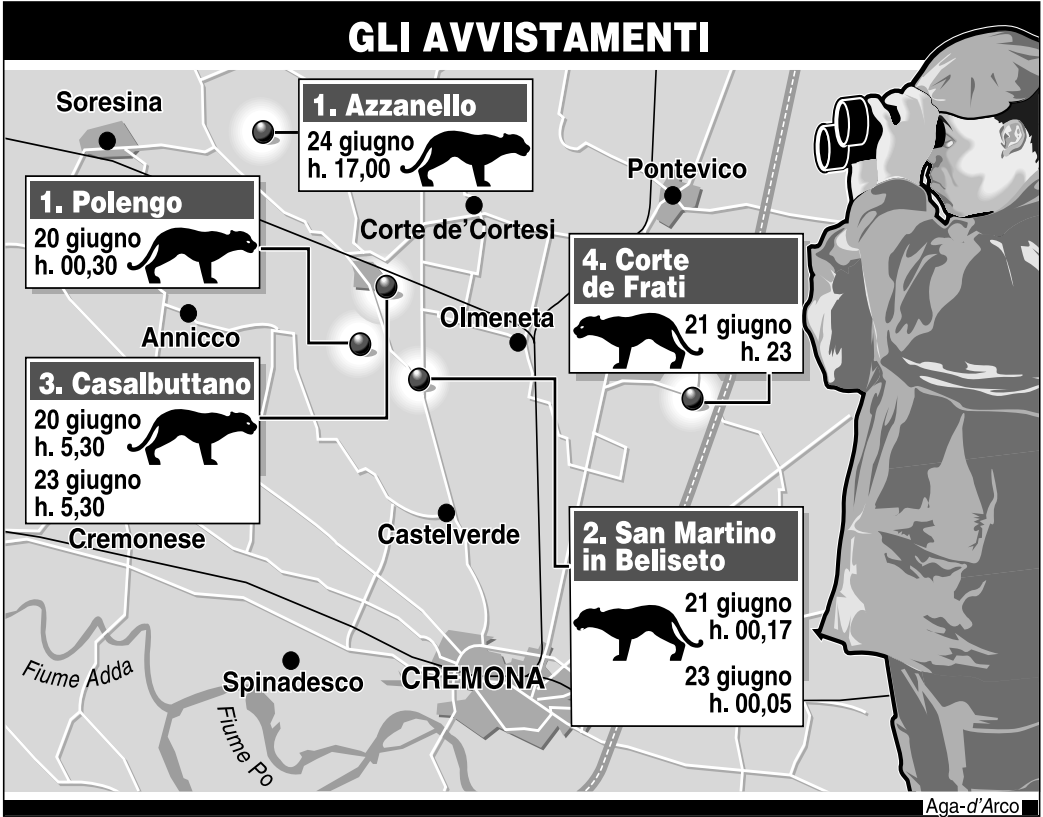 GLI AVVISTAMENTI
Soresina
1. Azzanello
24 giugno
h. 17,00
Pontevico
1. Polengo
20 giugno
h. 00,30
Corte de'Cortesi
4. Corte
de Frati
21 giugno
h. 23
Annicco
Olmeneta
3. Casalbuttano
20 giugno
h. 5,30
23 giugno
h. 5,30
Cremonese
Castelverde
2. San Martino
in Beliseto
21 giugno
h. 00,17
23 giugno
h. 00,05
Fiume Adda
Spinadesco
CREMONA
Fiume Po
Aga-d'Arco